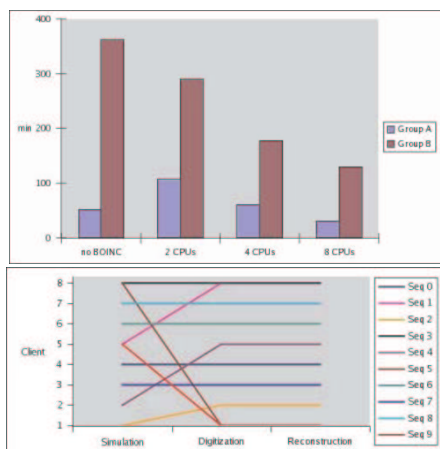 400
300
min 200
100
0
no BOINC 2 CPUs 4 CPUs 8 CPUs
Group A
Group B
8
7
6
Client 5
4
3
2
1
Simulation Digitization Reconstruction
Seq 0
Seq 1
Seq 2
Seq 3
Seq 4
Seq 5
Seq 6
Seq 7
Seq 8
Seq 9